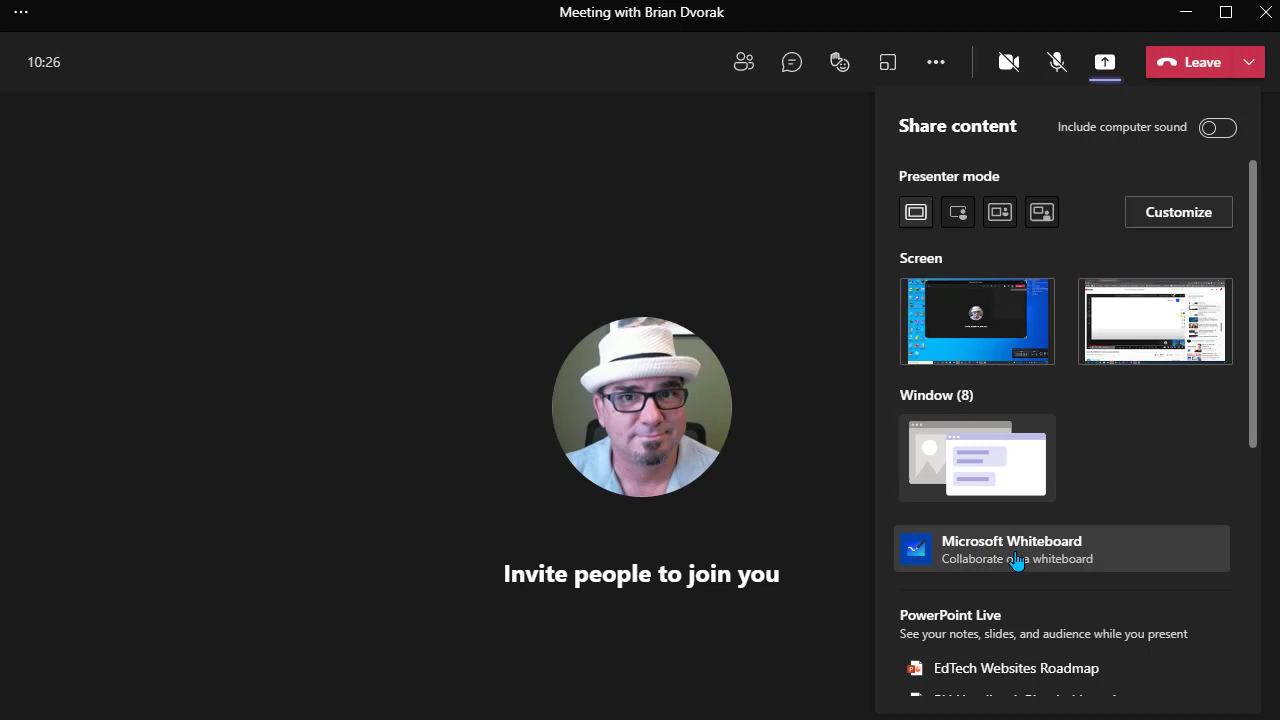 Meeting with Brian Dvorak
10:26
Leave
Share content
Include computer sound
Presenter mode
Customize
Screen
Window (8)
Microsoft Whiteboard
Collaborate on a whiteboard
PowerPoint Live
See your notes, slides, and audience while you present
EdTech Websites Roadmap
Invite people to join you